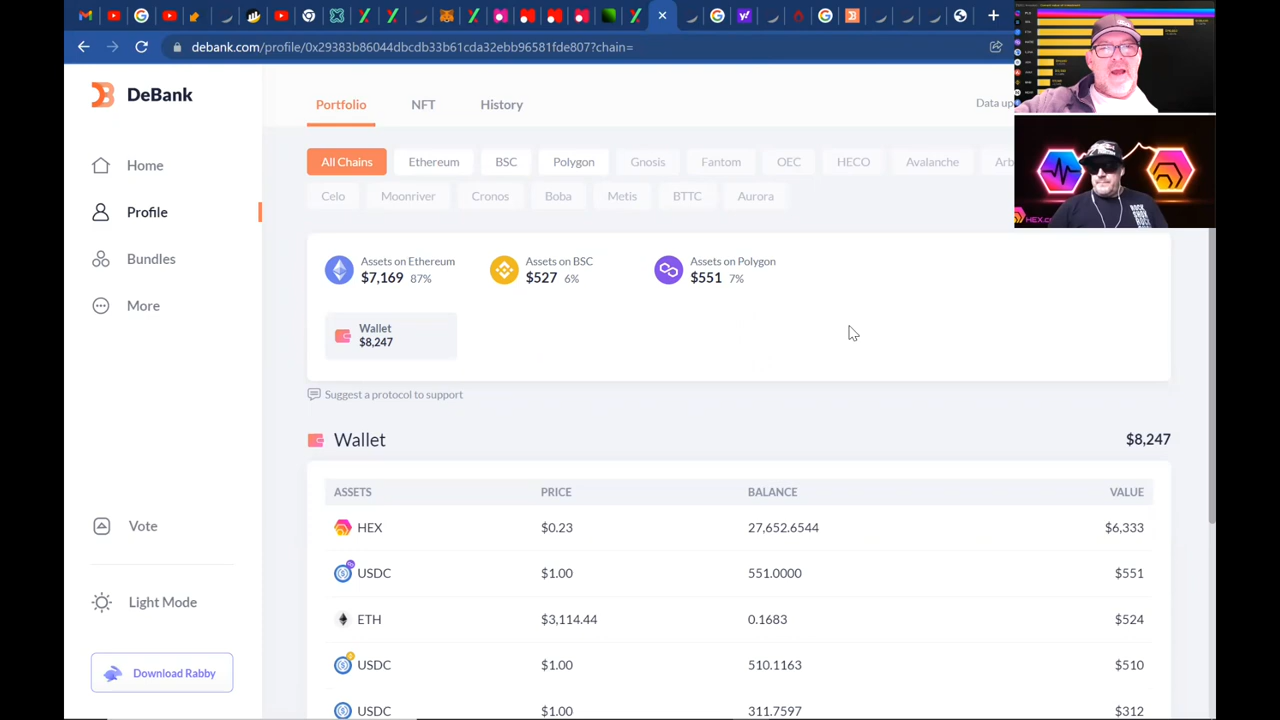 debank.com/profile/0x2983b86044dbcdb33b61cda32ebb96581fde807?chain=
DeBank
Portfolio NFT History
Data up
Home
Profile
Bundles
More
Vote
Light Mode
Download Rabby
All Chains Ethereum BSC Polygon Gnosis Fantom OEC HECO Avalanche Arb
Celo Moonriver Cronos Boba Metis BTTC Aurora
Assets on Ethereum
$7,169 87%
Assets on BSC
$527 6%
Assets on Polygon
$551 7%
Wallet
$8,247
Suggest a protocol to support
Wallet $8,247
ASSETS PRICE BALANCE VALUE
HEX $0.23 27,652.6544 $6,333
USDC $1.00 551.0000 $551
ETH $3,114.44 0.1683 $524
USDC $1.00 510.1163 $510
USDC $1.00 311.7597 $312
HEX.c